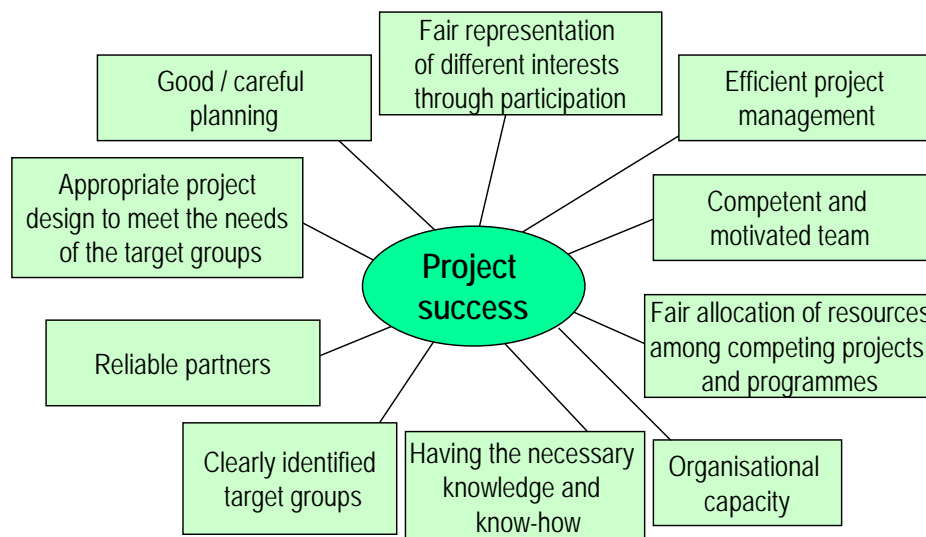 Fair representation
of different interests
through participation
Good / careful
planning
Efficient project
management
Appropriate project
design to meet the needs
of the target groups
Competent and
motivated team
Project
success
Fair allocation of resources
among competing projects
and programmes
Reliable partners
Clearly identified
target groups
Having the necessary
knowledge and
know-how
Organisational
capacity